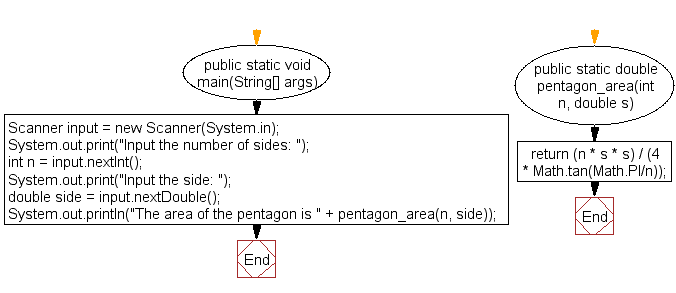 public static void
main(String[] args)
Scanner input = new Scanner(System.in);
System.out.print("Input the number of sides: ");
int n = input.nextInt();
System.out.print("Input the side: ");
double side = input.nextDouble();
System.out.println("The area of the pentagon is " + pentagon_area(n, side));
End
public static double
pentagon_area(int
n, double s)
return (n * s * s) / (4
* Math.tan(Math.PI/n));
End